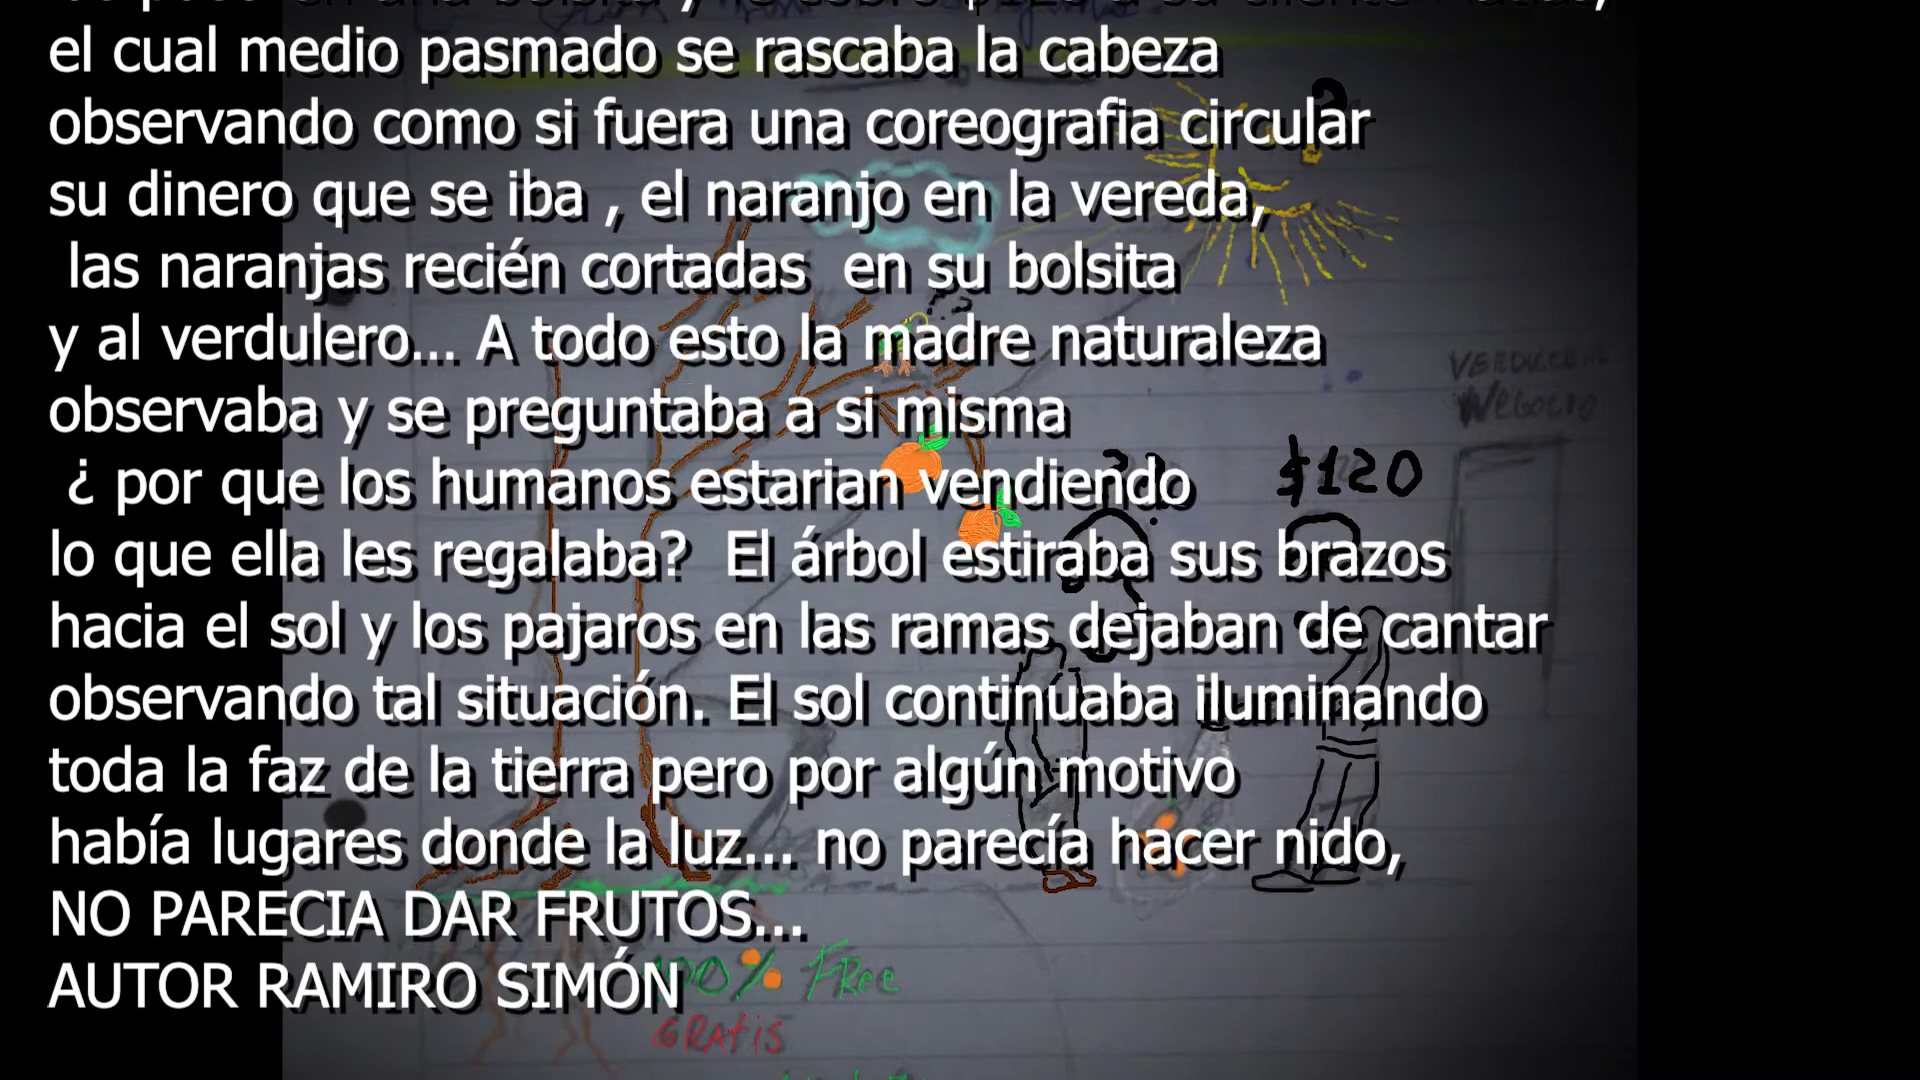 el cual medio pasmado se rascaba la cabeza
observando como si fuera una coreografia circular
su dinero que se iba , el naranjo en la vereda,
las naranjas recién cortadas en su bolsita
y al verdulero... A todo esto la madre naturaleza
observaba y se preguntaba a si misma
¿ por que los humanos estarian vendiendo
lo que ella les regalaba? El árbol estiraba sus brazos
hacia el sol y los pajaros en las ramas dejaban de cantar
observando tal situación. El sol continuaba iluminando
toda la faz de la tierra pero por algún motivo
había lugares donde la luz... no parecía hacer nido,
NO PARECIA DAR FRUTOS...
AUTOR RAMIRO SIMÓN
NEGOCIO
$120
100% FRee
GRAtiS